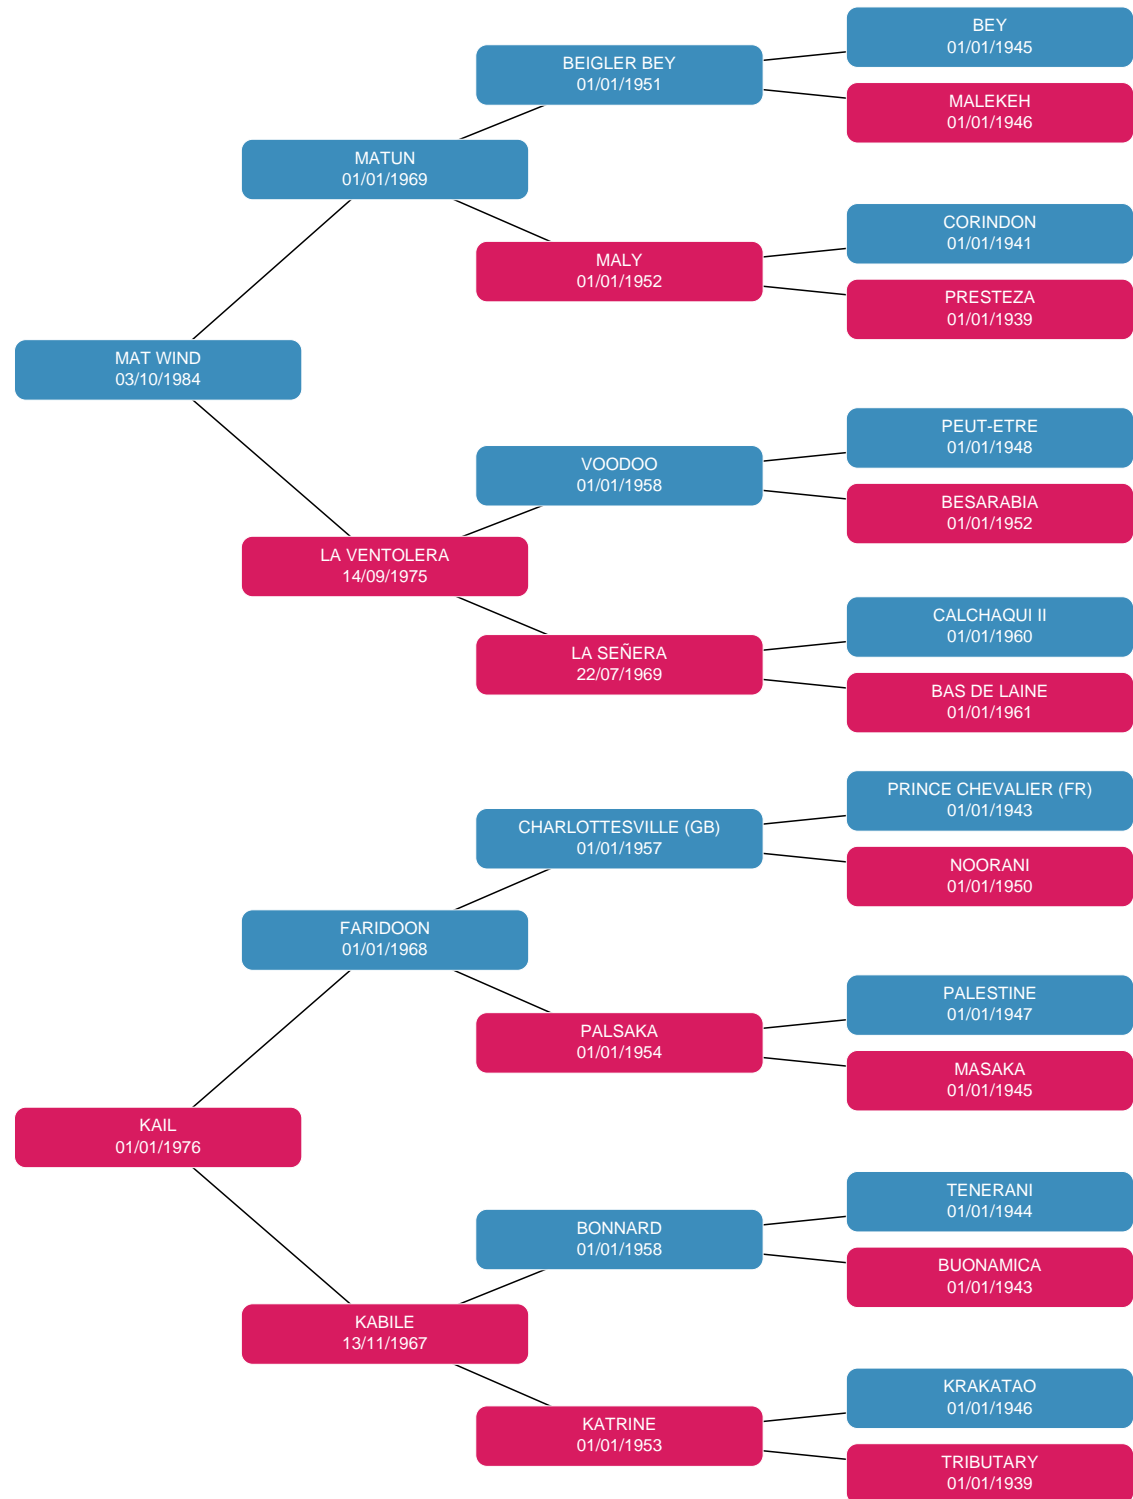 BEY
01/01/1945
BEIGLER BEY
01/01/1951
MALEKEH
01/01/1946
MATUN
01/01/1969
CORINDON
01/01/1941
MALY
01/01/1952
PRESTEZA
01/01/1939
MAT WIND
03/10/1984
PEUT-ETRE
01/01/1948
VOODOO
01/01/1958
BESARABIA
01/01/1952
LA VENTOLERA
14/09/1975
CALCHAQUI II
01/01/1960
LA SEÑERA
22/07/1969
BAS DE LAINE
01/01/1961
PRINCE CHEVALIER (FR)
01/01/1943
CHARLOTTESVILLE (GB)
01/01/1957
NOORANI
01/01/1950
FARIDOON
01/01/1968
PALESTINE
01/01/1947
PALSAKA
01/01/1954
MASAKA
01/01/1945
KAIL
01/01/1976
TENERANI
01/01/1944
BONNARD
01/01/1958
BUONAMICA
01/01/1943
KABILE
13/11/1967
KRAKATAO
01/01/1946
KATRINE
01/01/1953
TRIBUTARY
01/01/1939